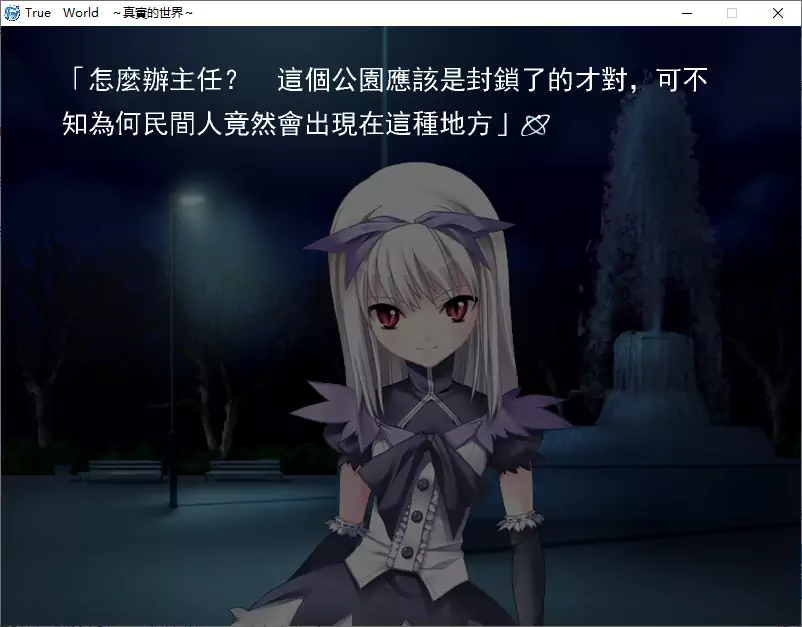 True World ～真實的世界～
「怎麼辦主任？　這個公園應該是封鎖了的才對，可不
知為何民間人竟然會出現在這種地方」